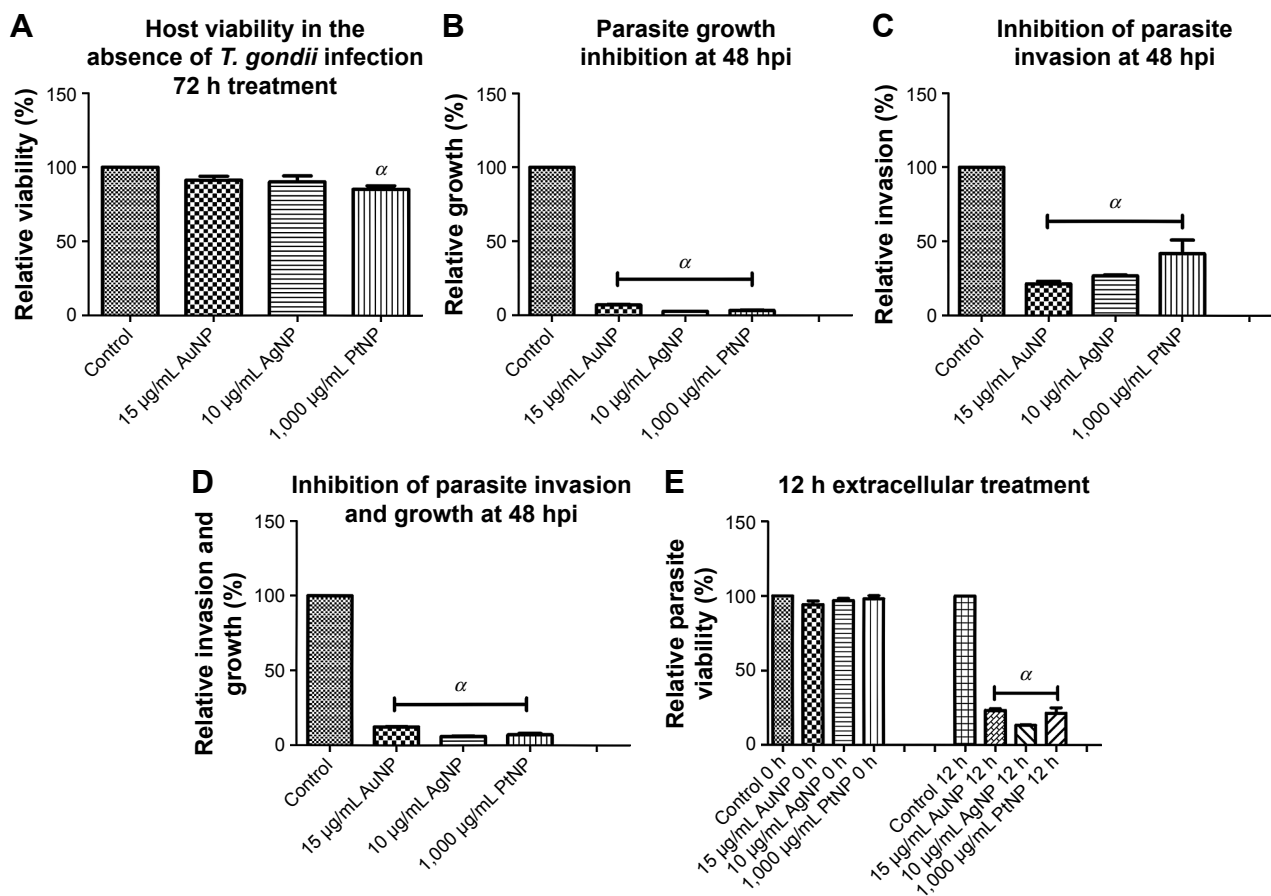 A
Host viability in the
absence of T. gondii infection
72 h treatment
Relative viability (%)
150
100
50
0
α
Control
15 µg/mL AuNP
10 µg/mL AgNP
1,000 µg/mL PtNP
B
Parasite growth
inhibition at 48 hpi
Relative growth (%)
150
100
50
0
α
Control
15 µg/mL AuNP
10 µg/mL AgNP
1,000 µg/mL PtNP
C
Inhibition of parasite
invasion at 48 hpi
Relative invasion (%)
150
100
50
0
α
Control
15 µg/mL AuNP
10 µg/mL AgNP
1,000 µg/mL PtNP
D
Inhibition of parasite invasion
and growth at 48 hpi
Relative invasion and
growth (%)
150
100
50
0
α
Control
15 µg/mL AuNP
10 µg/mL AgNP
1,000 µg/mL PtNP
E
12 h extracellular treatment
Relative parasite
viability (%)
150
100
50
0
α
Control 0 h
15 µg/mL AuNP 0 h
10 µg/mL AgNP 0 h
1,000 µg/mL PtNP 0 h
Control 12 h
15 µg/mL AuNP 12 h
10 µg/mL AgNP 12 h
1,000 µg/mL PtNP 12 h